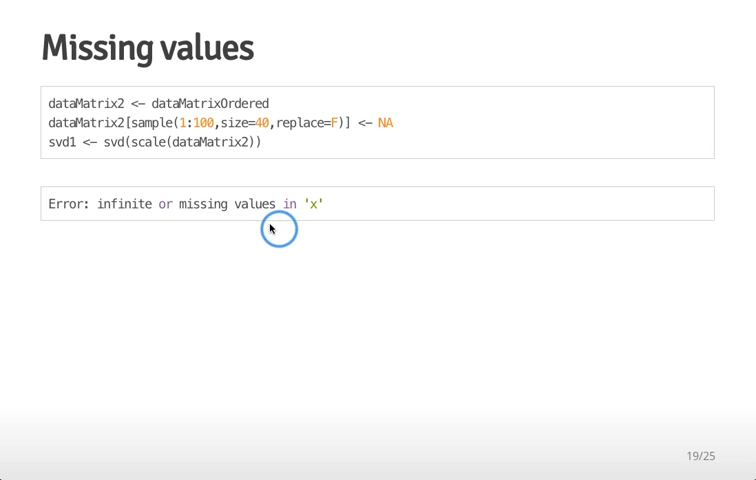 Missing values
dataMatrix2 <- dataMatrixOrdered
dataMatrix2[sample(1:100,size=40,replace=F)] <- NA
svd1 <- svd(scale(dataMatrix2))
Error: infinite or missing values in 'x'
19/25